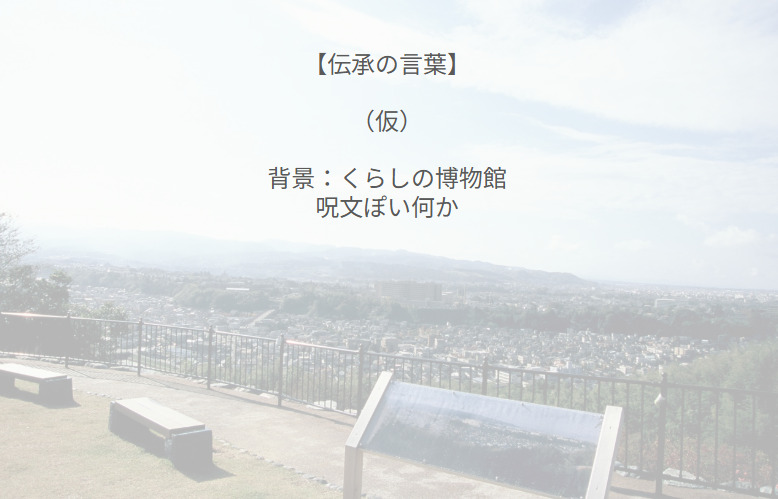 【伝承の言葉】
（仮）
背景：くらしの博物館
呪文ぽい何か